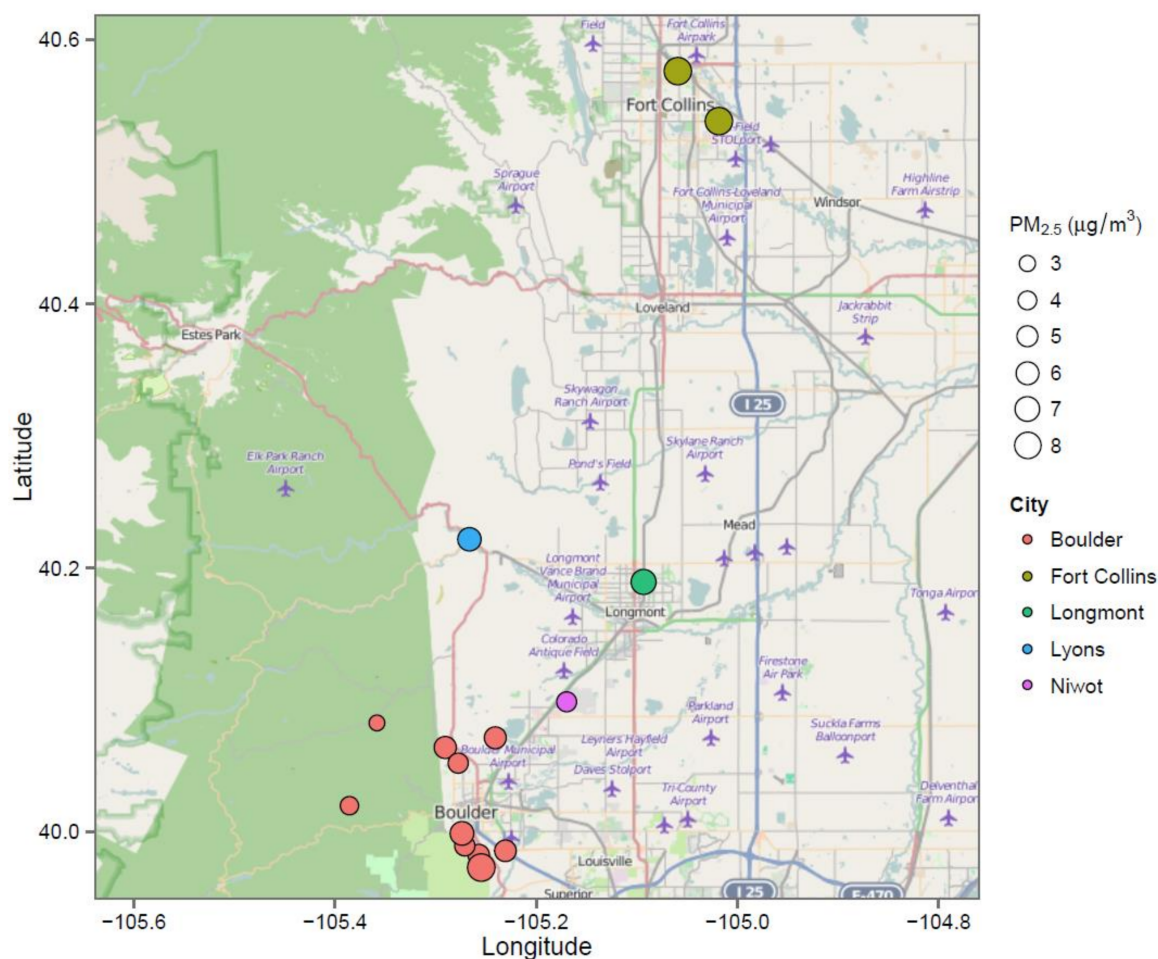 40.6
40.4
40.2
40.0
Latitude
−105.6
−105.4
−105.2
−105.0
−104.8
Longitude
Field
Fort Collins
Airpark
Fort Collins
-Field
STOLport
Sprague
Airport
Highline
Farm Airstrip
Fort Collins-Loveland
Municipal
Airport
Windsor
Loveland
Jackrabbit
Strip
Estes Park
Skywagon
Ranch Airport
I 25
Elk Park Ranch
Airport
Pond's Field
Skylane Ranch
Airport
Mead
Longmont
Vance Brand
Municipal
Airport
Longmont
Tonga Airpor
Colorado
Antique Field
Firestone
Air Park
Parkland
Airport
Suckla Farms
Balloonport
Boulder Municipal
Airport
Leyners Hayfield
Airport
Daves Stolport
Tri-County
Airport
Delventhal
Farm Airpor
Boulder
Louisville
Superior
I 25
E-470
PM2.5 (μg/m³)
3
4
5
6
7
8
City
Boulder
Fort Collins
Longmont
Lyons
Niwot